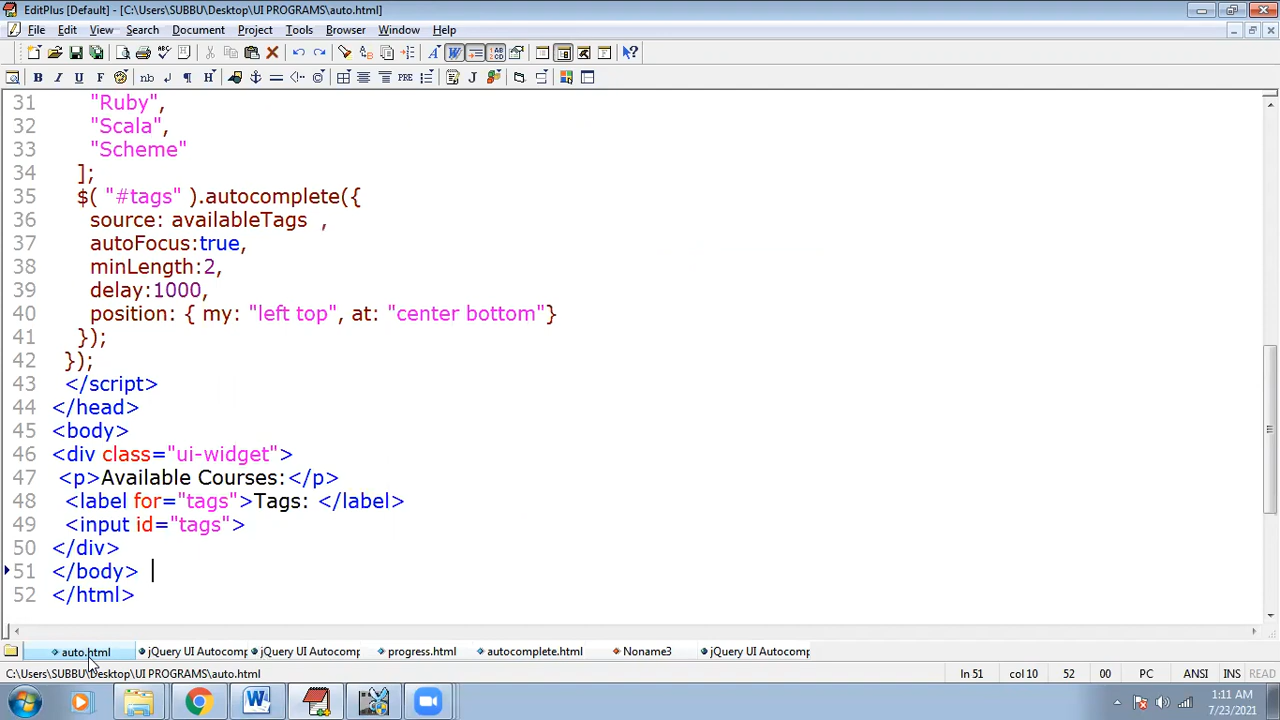 EditPlus [Default] - [C:\Users\SUBBU\Desktop\UI PROGRAMS\auto.html]
File Edit View Search Document Project Tools Browser Window Help
31 "Ruby",
32 "Scala",
33 "Scheme"
34 ];
35 $( "#tags" ).autocomplete({
36 source: availableTags ,
37 autoFocus:true,
38 minLength:2,
39 delay:1000,
40 position: { my: "left top", at: "center bottom"}
41 });
42 });
43 </script>
44 </head>
45 <body>
46 <div class="ui-widget">
47 <p>Available Courses:</p>
48 <label for="tags">Tags: </label>
49 <input id="tags">
50 </div>
51 </body>
52 </html>
auto.html jQuery UI Autocomp jQuery UI Autocomp progress.html autocomplete.html Noname3 jQuery UI Autocomp
C:\Users\SUBBU\Desktop\UI PROGRAMS\auto.html ln 51 col 10 52 00 PC ANSI INS READ
1:11 AM
7/23/2021